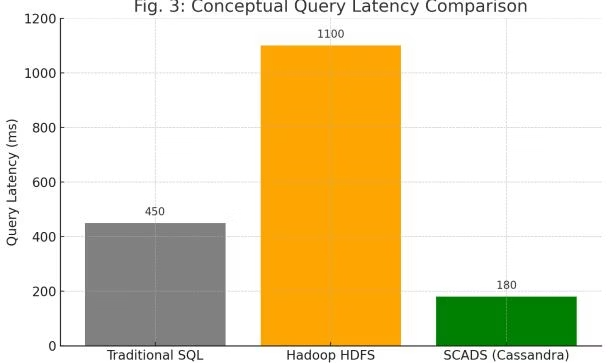 Fig. 3: Conceptual Query Latency Comparison
1200
1000
800
600
400
200
0
Query Latency (ms)
450
1100
180
Traditional SQL
Hadoop HDFS
SCADS (Cassandra)